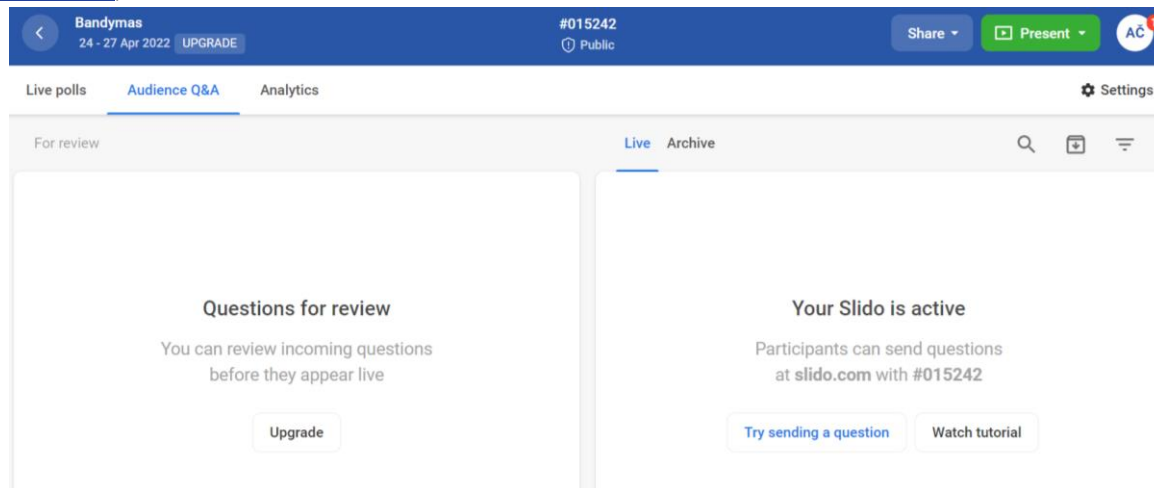 Bandymas
24 - 27 Apr 2022 UPGRADE
#015242
Public
Share
Present
AČ
Live polls
Audience Q&A
Analytics
Settings
For review
Live
Archive
Questions for review
You can review incoming questions
before they appear live
Upgrade
Your Slido is active
Participants can send questions
at slido.com with #015242
Try sending a question
Watch tutorial